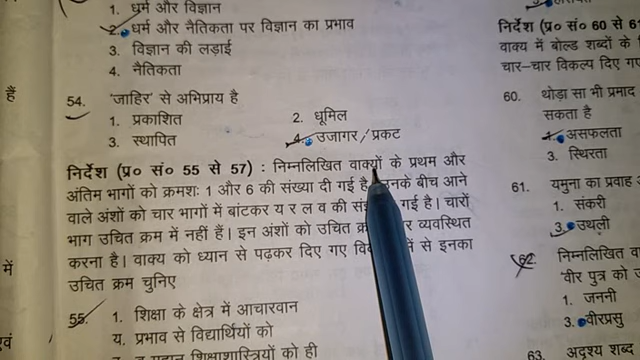 1. धर्म और विज्ञान
2. धर्म और नैतिकता पर विज्ञान का प्रभाव
3. विज्ञान की लड़ाई
4. नैतिकता
हैं
54. 'जाहिर' से अभिप्राय है
1. प्रकाशित
2. धूमिल
3. स्थापित
4. उजागर/प्रकट
निर्देश (प्र० सं० 55 से 57) : निम्नलिखित वाक्यों के प्रथम और
अंतिम भागों को क्रमशः 1 और 6 की संख्या दी गई है बीच आने
वाले अंशों को चार भागों में बांटकर य र ल व की गई है। चारों
भाग उचित क्रम में नहीं हैं। इन अंशों को उचित व्यवस्थित
करना है। वाक्य को ध्यान से पढ़कर दिए गए में से इनका
उचित क्रम चुनिए
में
55. 1. शिक्षा के क्षेत्र में आचारवान
य. प्रभाव से विद्यार्थियों को
शिक्षाशास्त्रियों को ही
निर्देश (प्र० सं० 60 से
वाक्य में बोल्ड शब्दों के
चार-चार विकल्प दिए
60. थोड़ा सा भी प्रमाद
सकता है
1. असफलता
3. स्थिरता
61. यमुना का प्रवाह
1. संकरी
3. उथली
62. निम्नलिखित
'वीर पुत्र को
1. जननी
3. वीरप्रसु
63. अदृश्य शब्द